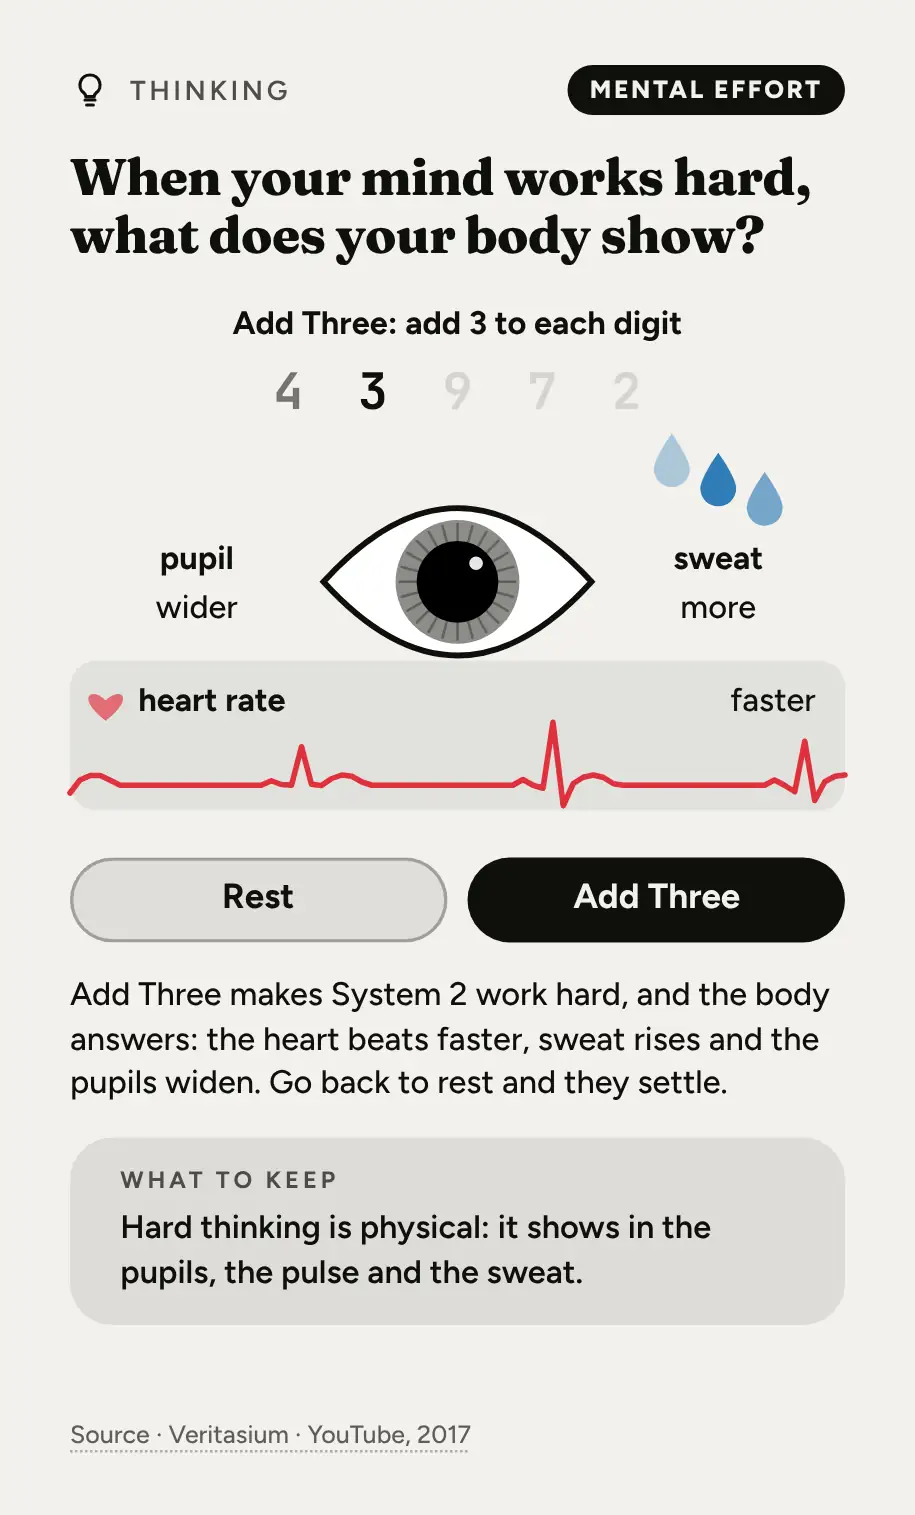 THINKING
MENTAL EFFORT
When your mind works hard,
what does your body show?
Add Three: add 3 to each digit
4 3 9 7 2
pupil
wider
sweat
more
heart rate
faster
Rest
Add Three
Add Three makes System 2 work hard, and the body
answers: the heart beats faster, sweat rises and the
pupils widen. Go back to rest and they settle.
WHAT TO KEEP
Hard thinking is physical: it shows in the
pupils, the pulse and the sweat.
Source · Veritasium · YouTube, 2017